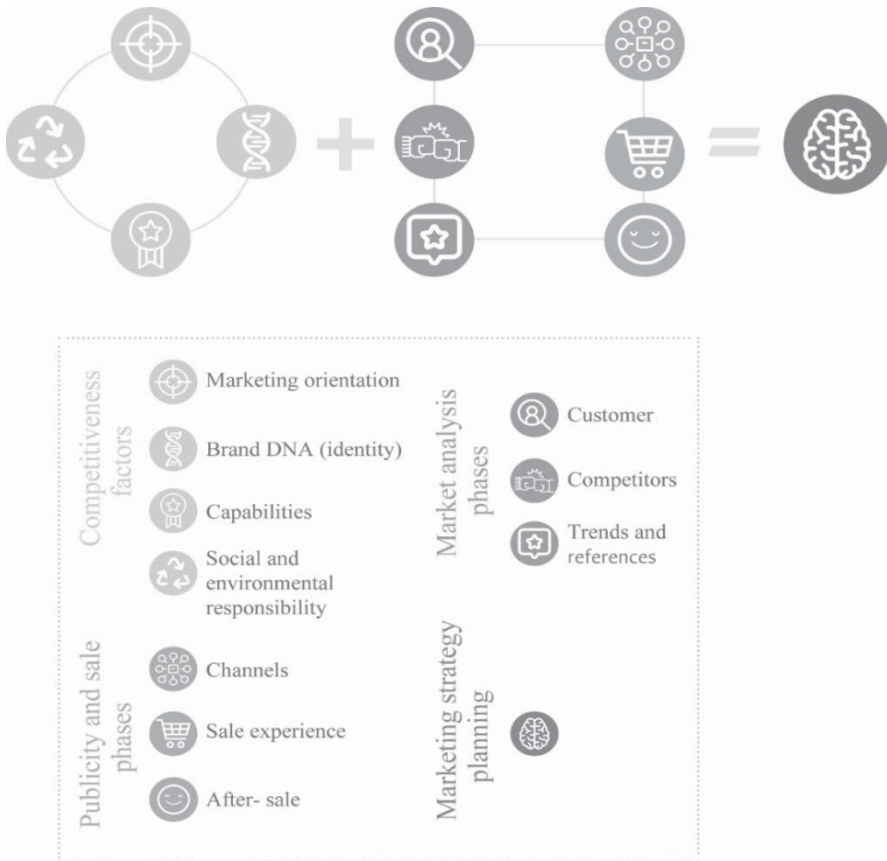 Competitiveness
factors
Marketing orientation
Brand DNA (identity)
Capabilities
Social and
environmental
responsibility
Publicity and sale
phases
Channels
Sale experience
After- sale
Market analysis
phases
Customer
Competitors
Trends and
references
Marketing strategy
planning